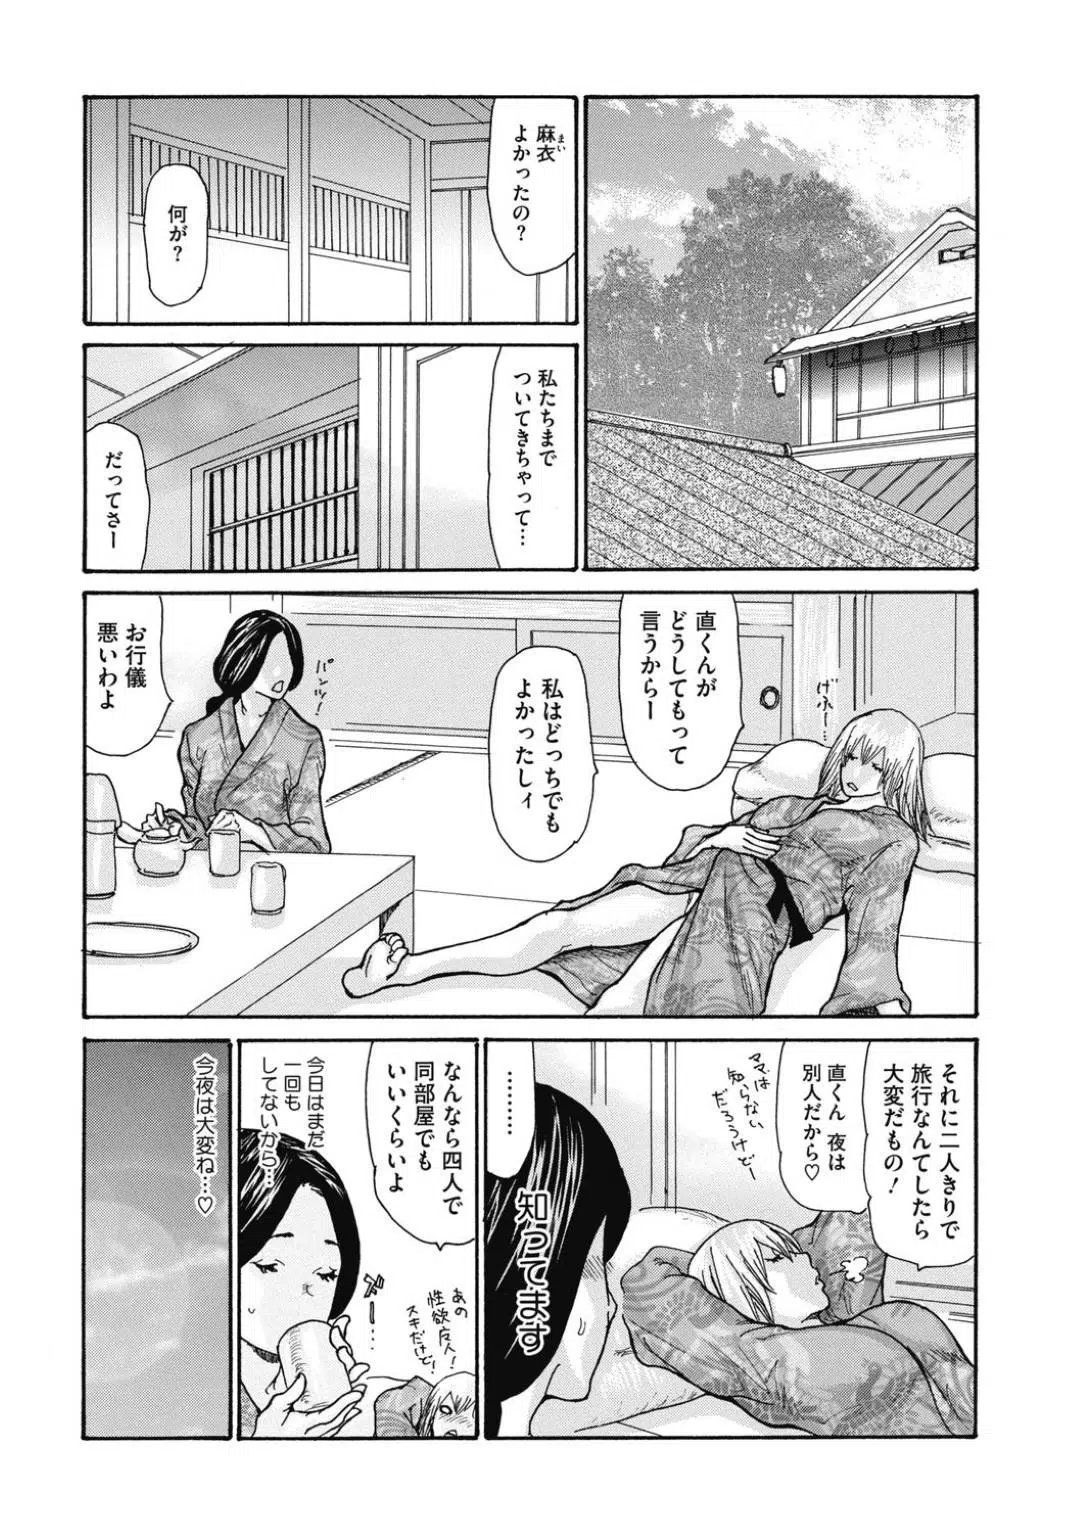 麻衣
まい
よかったの？
何が？
私たちまで
ついてきちゃって…
だってさー
直くんが
どうしてもって
言うからー
私はどっちでも
よかったしィ
げふー…
パンツ！
お行儀
悪いわよ
それに二人きりで
旅行なんてしたら
大変だもの！
直くん 夜は
別人だから♡
ママは
知らない
だろうけどー
………
知ってます
なんなら四人で
同部屋でも
いいくらいよ
あの
性欲友人！
スキだけど！
今日はまだ
一回も
してないから…
今夜は大変ね…♡